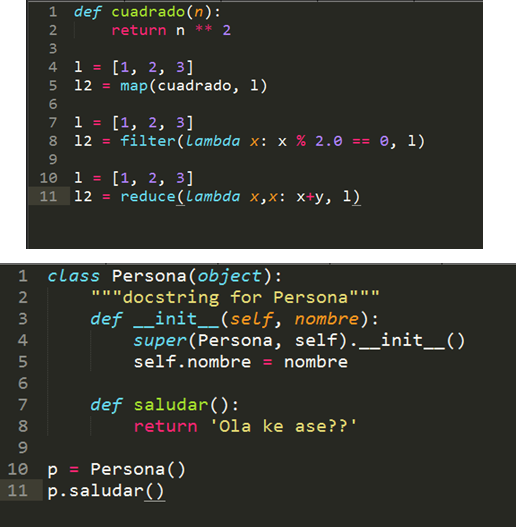 1 def cuadrado(n):
2     return n ** 2
3
4 l = [1, 2, 3]
5 l2 = map(cuadrado, l)
6
7 l = [1, 2, 3]
8 l2 = filter(lambda x: x % 2.0 == 0, l)
9
10 l = [1, 2, 3]
11 l2 = reduce(lambda x,x: x+y, l)
1 class Persona(object):
2     """docstring for Persona"""
3     def __init__(self, nombre):
4         super(Persona, self).__init__()
5         self.nombre = nombre
6
7     def saludar():
8         return 'Ola ke ase??'
9
10 p = Persona()
11 p.saludar()